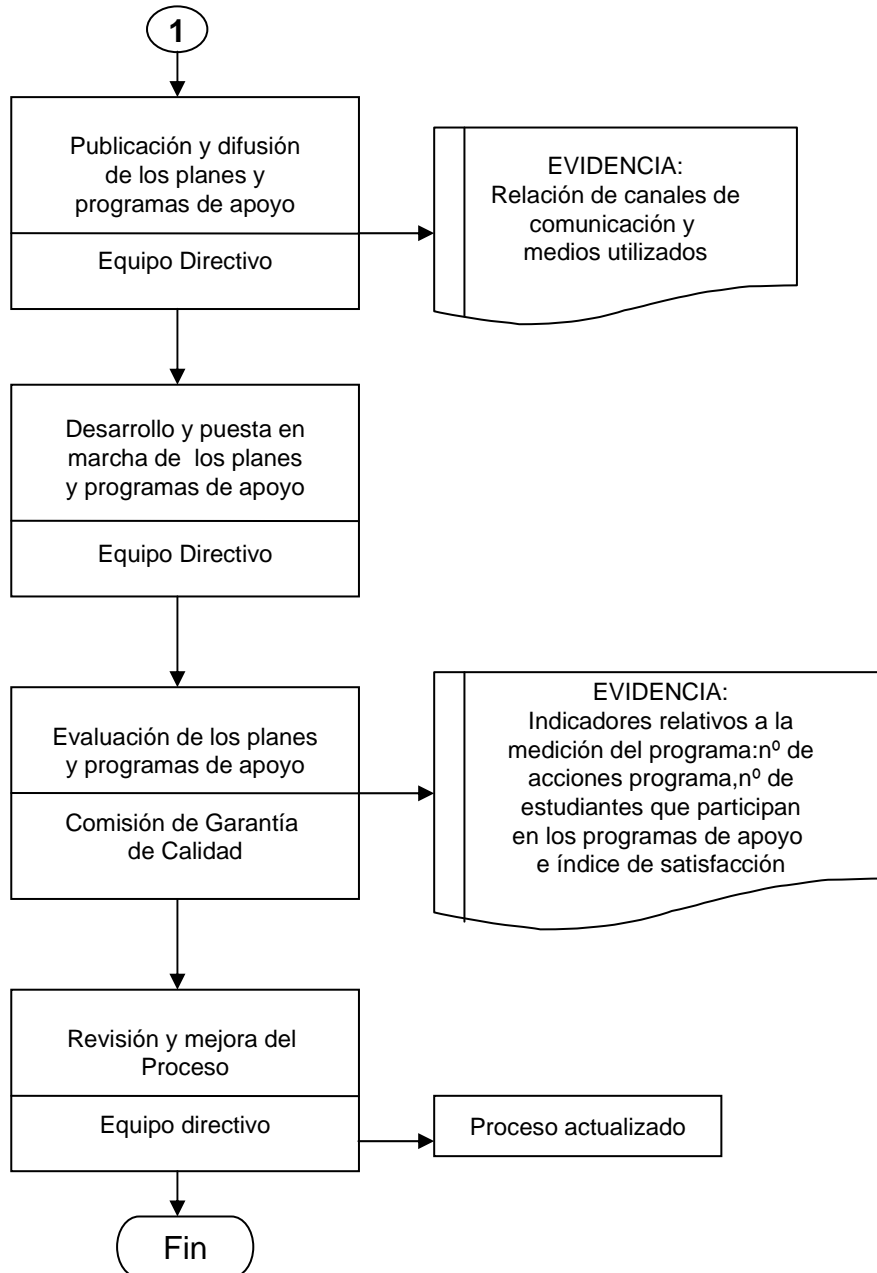 1
Publicación y difusión
de los planes y
programas de apoyo
Equipo Directivo
EVIDENCIA:
Relación de canales de
comunicación y
medios utilizados
Desarrollo y puesta en
marcha de los planes
y programas de apoyo
Equipo Directivo
Evaluación de los planes
y programas de apoyo
Comisión de Garantía
de Calidad
EVIDENCIA:
Indicadores relativos a la
medición del programa:nº de
acciones programa,nº de
estudiantes que participan
en los programas de apoyo
e índice de satisfacción
Revisión y mejora del
Proceso
Equipo directivo
Proceso actualizado
Fin